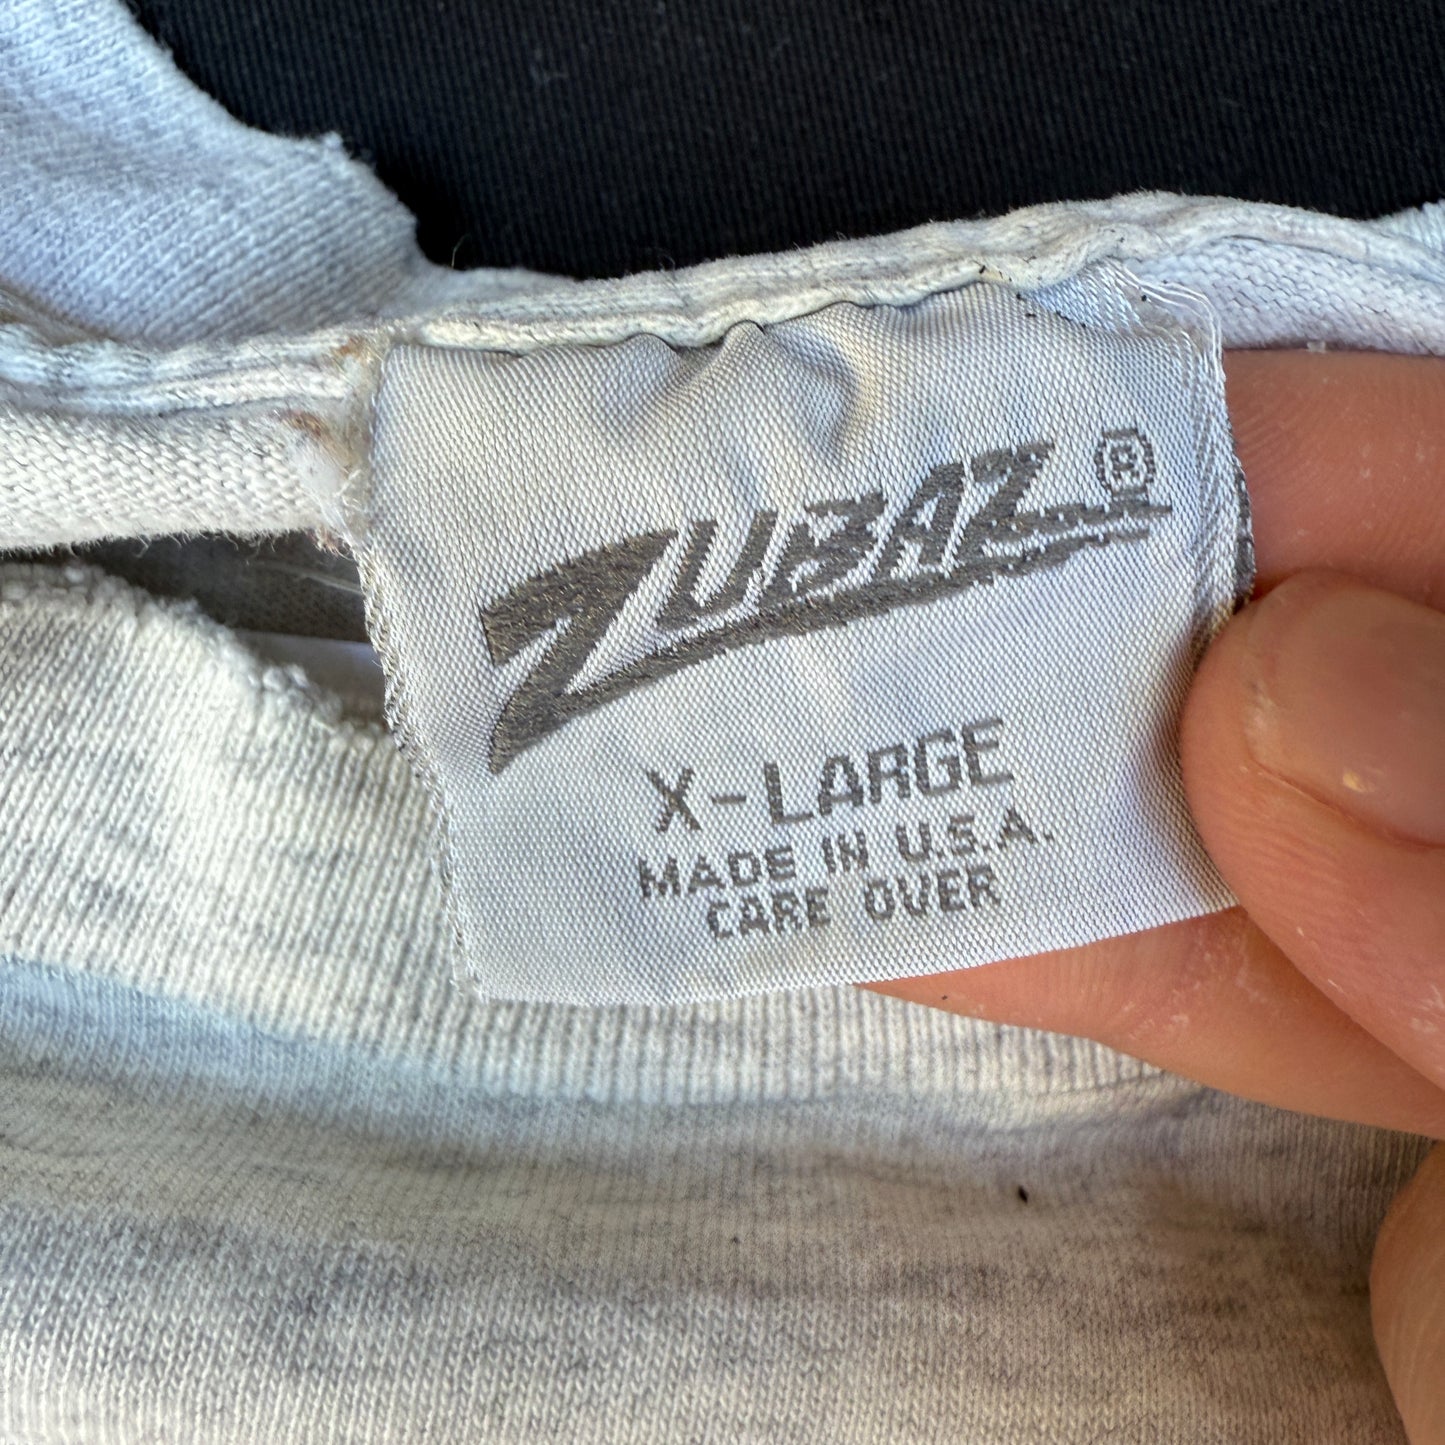 ZUBAZ®
X-LARGE
MADE IN U.S.A.
CARE OVER